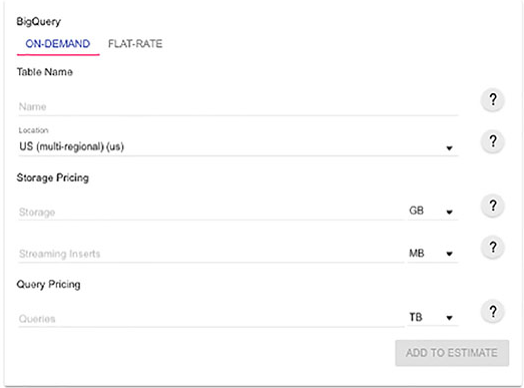 BigQuery
ON-DEMAND FLAT-RATE
Table Name
Name
?
Location
US (multi-regional) (us)
?
Storage Pricing
Storage GB
?
Streaming Inserts MB
?
Query Pricing
Queries TB
?
ADD TO ESTIMATE